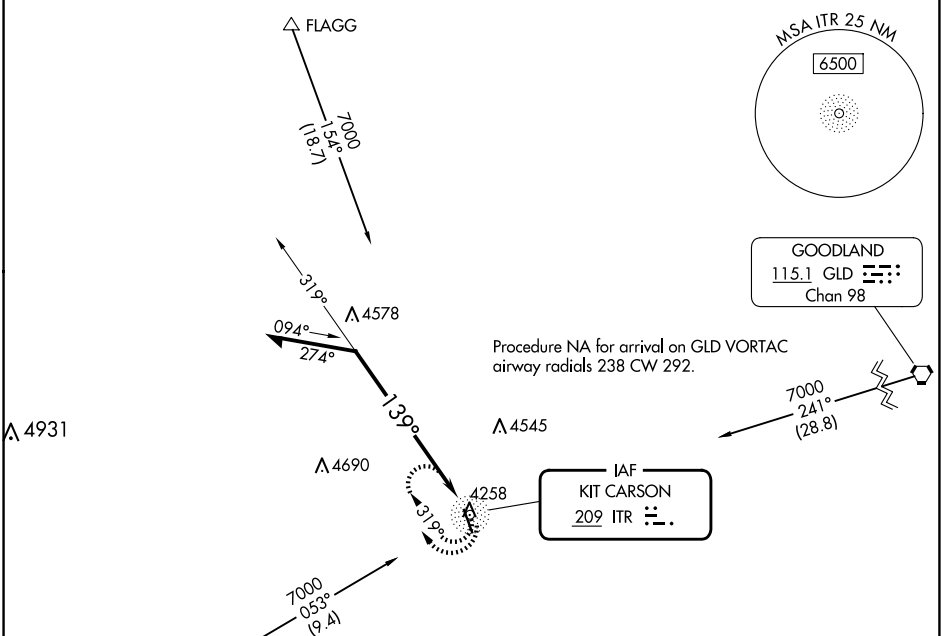 FLAGG
MSA ITR 25 NM
6500
7000
154°
(18.7)
GOODLAND
115.1 GLD
Chan 98
319°
4578
094°
274°
Procedure NA for arrival on GLD VORTAC
airway radials 238 CW 292.
7000
241°
(28.8)
139°
4931
4545
4690
IAF
KIT CARSON
209 ITR
4258
319°
7000
053°
(9.4)